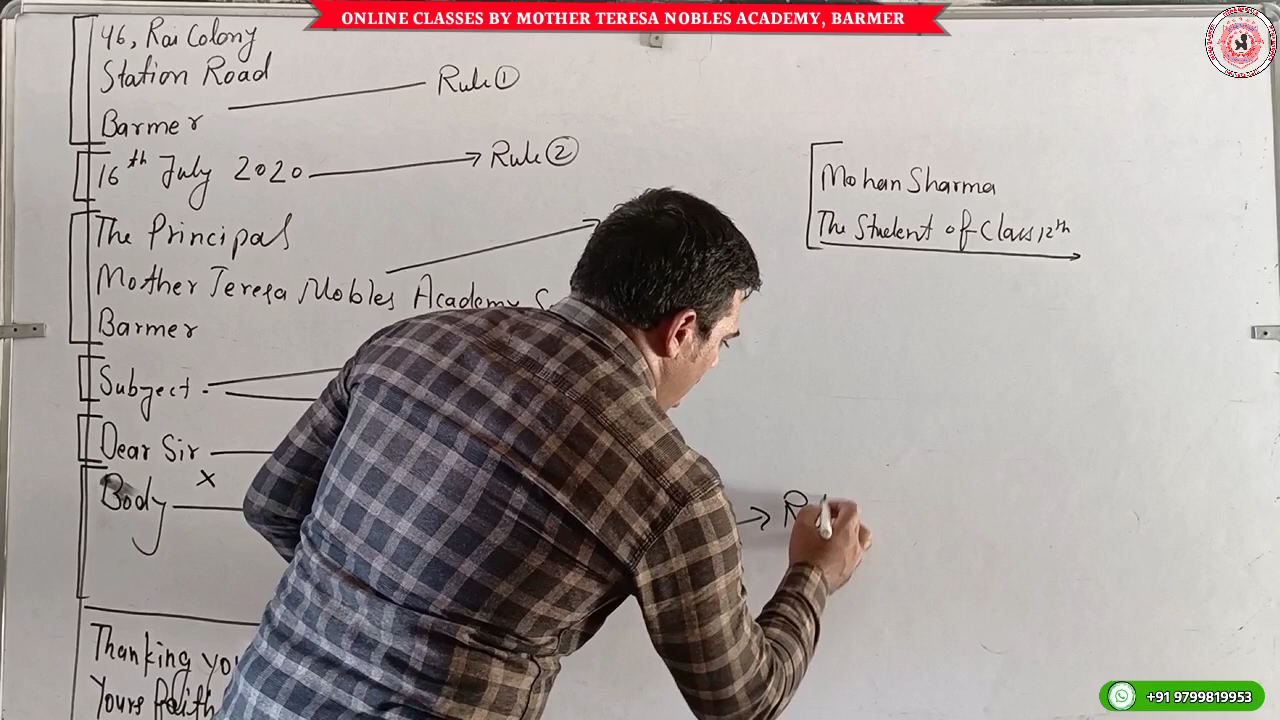 ONLINE CLASSES BY MOTHER TERESA NOBLES ACADEMY, BARMER
46, Rai Colony
Station Road
Barmer
Rule ①
16th July 2020
Rule ②
The Principal
Mother Teresa Nobles Academy S
Barmer
Subject -
Dear Sir
Body
x
Thanking you
Yours faith
Mohan Sharma
The Student of Class 12th
R
+91 9799819953